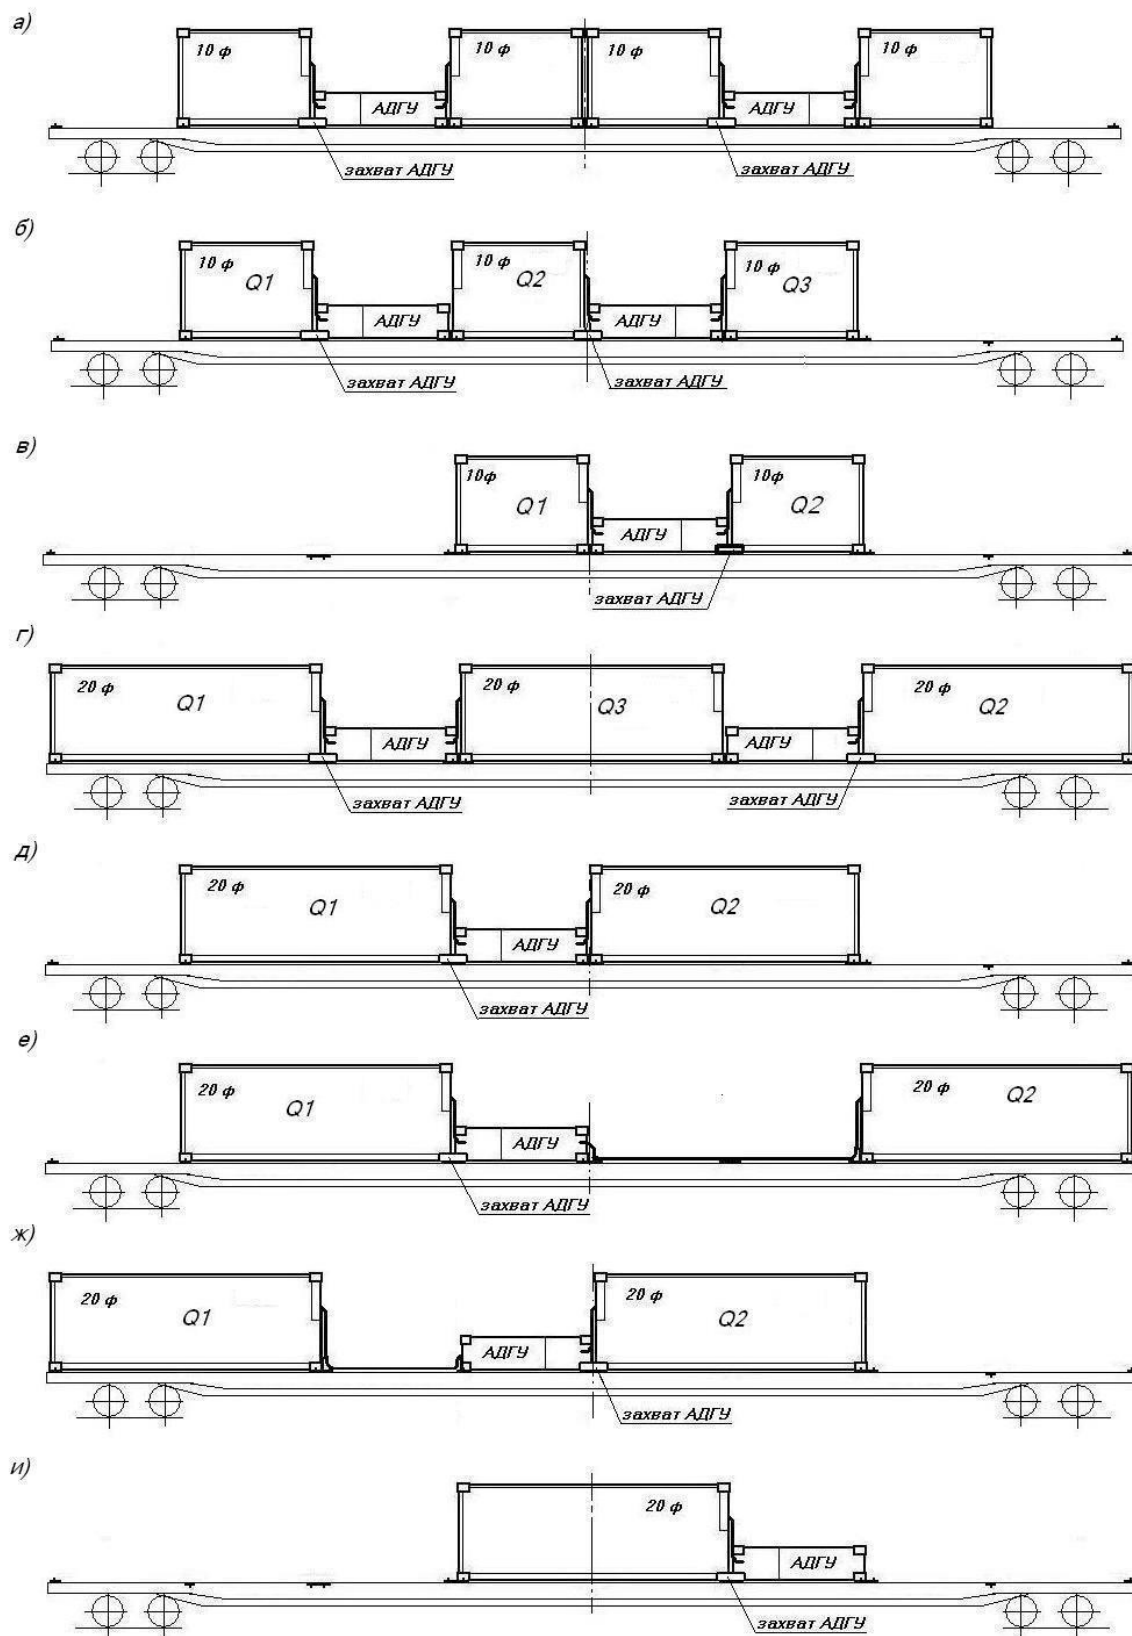 а)
10 ф 10 ф 10 ф 10 ф
АДГУ АДГУ
захват АДГУ захват АДГУ
б)
10 ф 10 ф 10 ф
Q1 Q2 Q3
АДГУ АДГУ
захват АДГУ захват АДГУ
в)
10ф 10ф
Q1 Q2
АДГУ
захват АДГУ
г)
20 ф 20 ф 20 ф
Q1 Q3 Q2
АДГУ АДГУ
захват АДГУ захват АДГУ
д)
20 ф 20 ф
Q1 Q2
АДГУ
захват АДГУ
е)
20 ф 20 ф
Q1 Q2
АДГУ
захват АДГУ
ж)
20 ф 20 ф
Q1 Q2
АДГУ
захват АДГУ
и)
20 ф
АДГУ
захват АДГУ